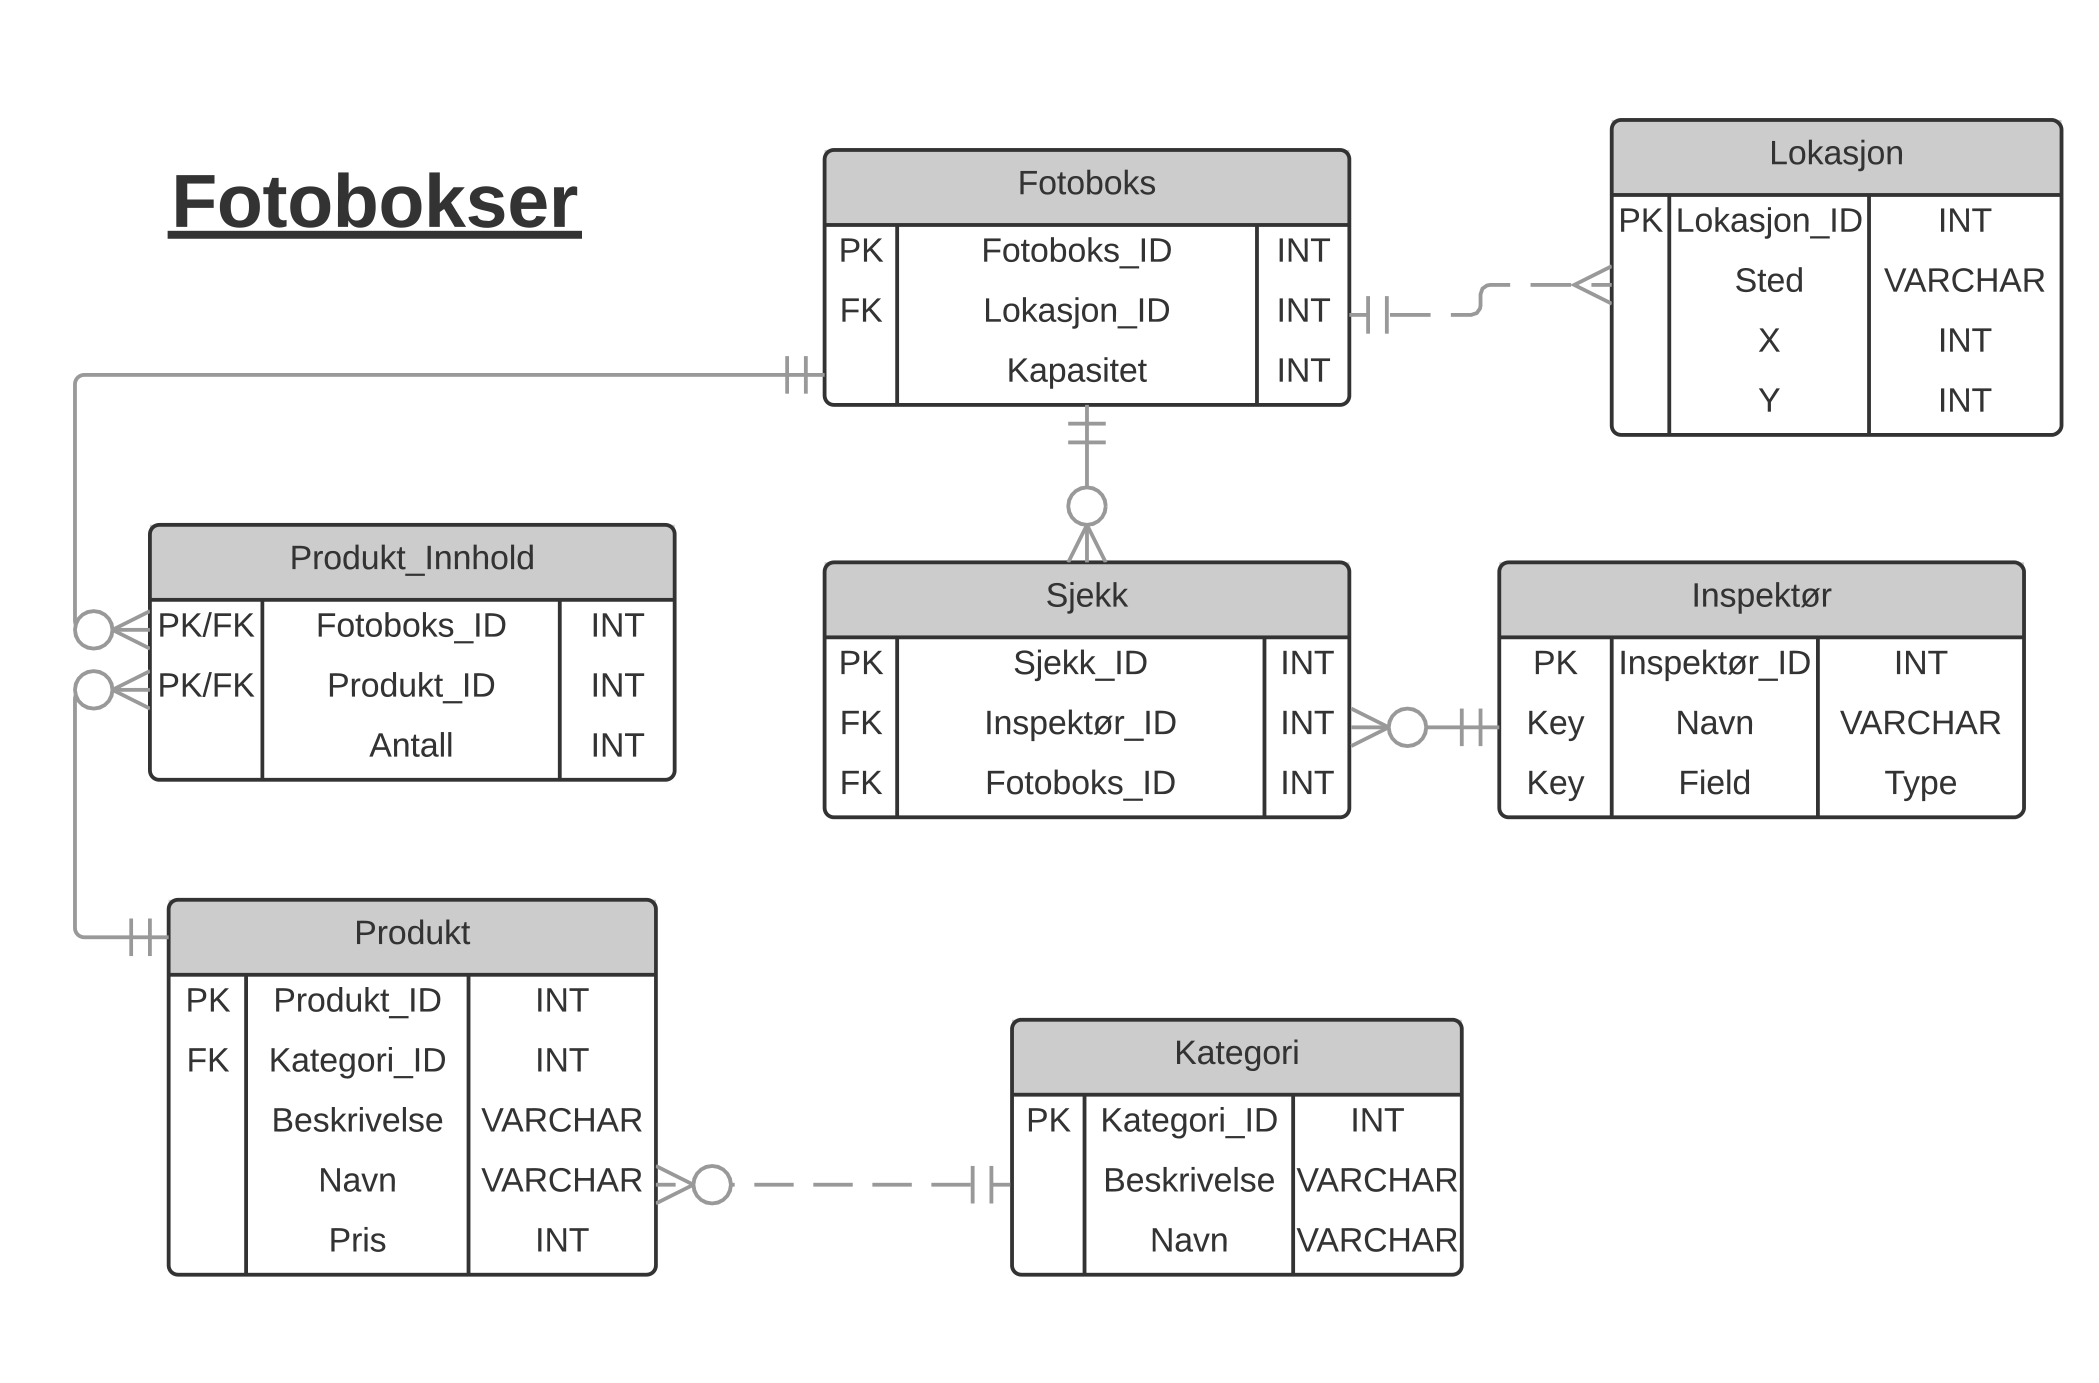 Fotobokser
Fotoboks
PK Fotoboks_ID INT
FK Lokasjon_ID INT
Kapasitet INT
Lokasjon
PK Lokasjon_ID INT
Sted VARCHAR
X INT
Y INT
Produkt_Innhold
PK/FK Fotoboks_ID INT
PK/FK Produkt_ID INT
Antall INT
Sjekk
PK Sjekk_ID INT
FK Inspektør_ID INT
FK Fotoboks_ID INT
Inspektør
PK Inspektør_ID INT
Key Navn VARCHAR
Key Field Type
Produkt
PK Produkt_ID INT
FK Kategori_ID INT
Beskrivelse VARCHAR
Navn VARCHAR
Pris INT
Kategori
PK Kategori_ID INT
Beskrivelse VARCHAR
Navn VARCHAR